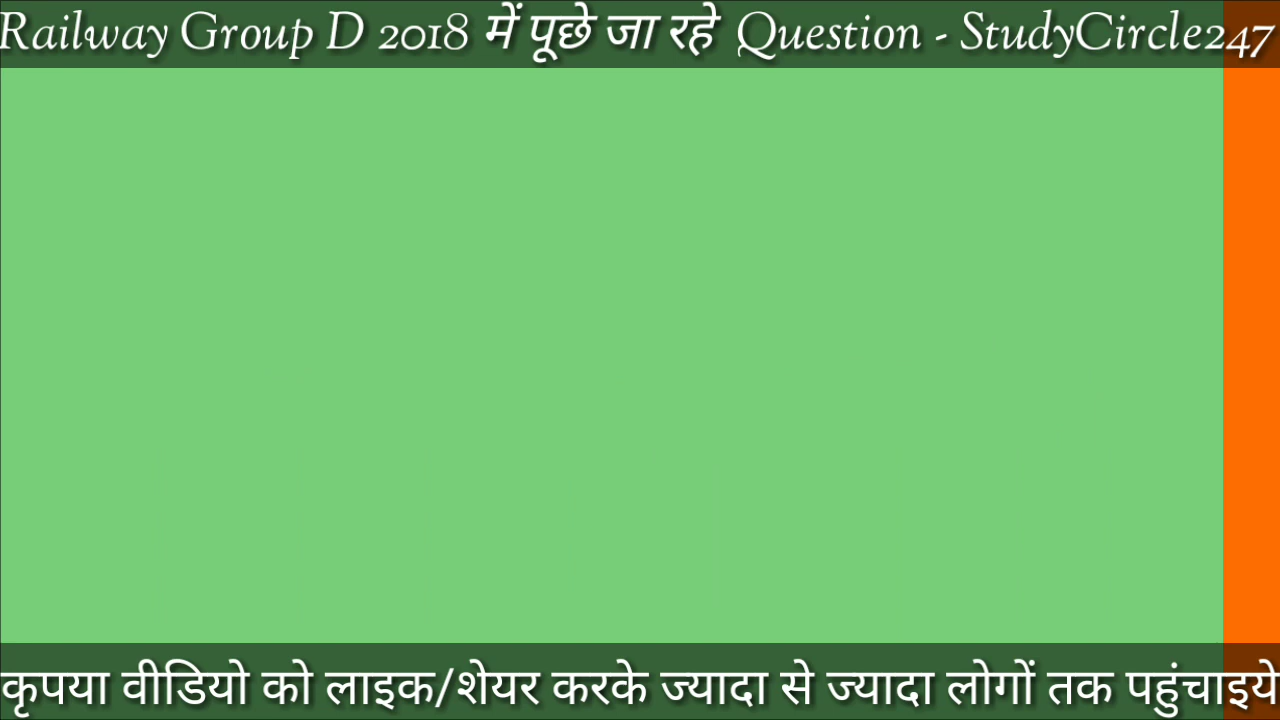 Railway Group D 2018 में पूछे जा रहे Question - StudyCircle247
कृपया वीडियो को लाइक/शेयर करके ज्यादा से ज्यादा लोगों तक पहुंचाइये